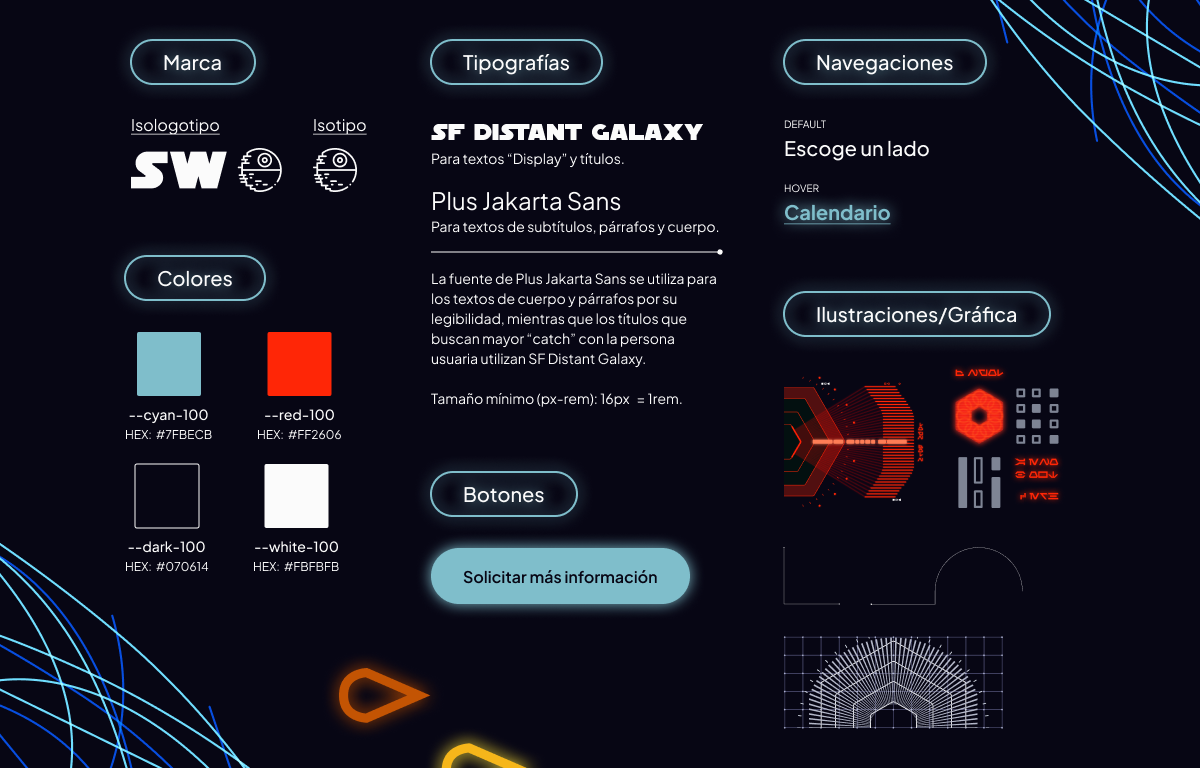 Marca
Isologotipo
Isotipo
SW
Colores
--cyan-100
HEX: #7FBECB
--red-100
HEX: #FF2606
--dark-100
HEX: #070614
--white-100
HEX: #FBFBFB
Tipografías
SF DISTANT GALAXY
Para textos “Display” y títulos.
Plus Jakarta Sans
Para textos de subtítulos, párrafos y cuerpo.
La fuente de Plus Jakarta Sans se utiliza para
los textos de cuerpo y párrafos por su
legibilidad, mientras que los títulos que
buscan mayor “catch” con la persona
usuaria utilizan SF Distant Galaxy.
Tamaño mínimo (px-rem): 16px = 1rem.
Botones
Solicitar más información
Navegaciones
DEFAULT
Escoge un lado
HOVER
Calendario
Ilustraciones/Gráfica